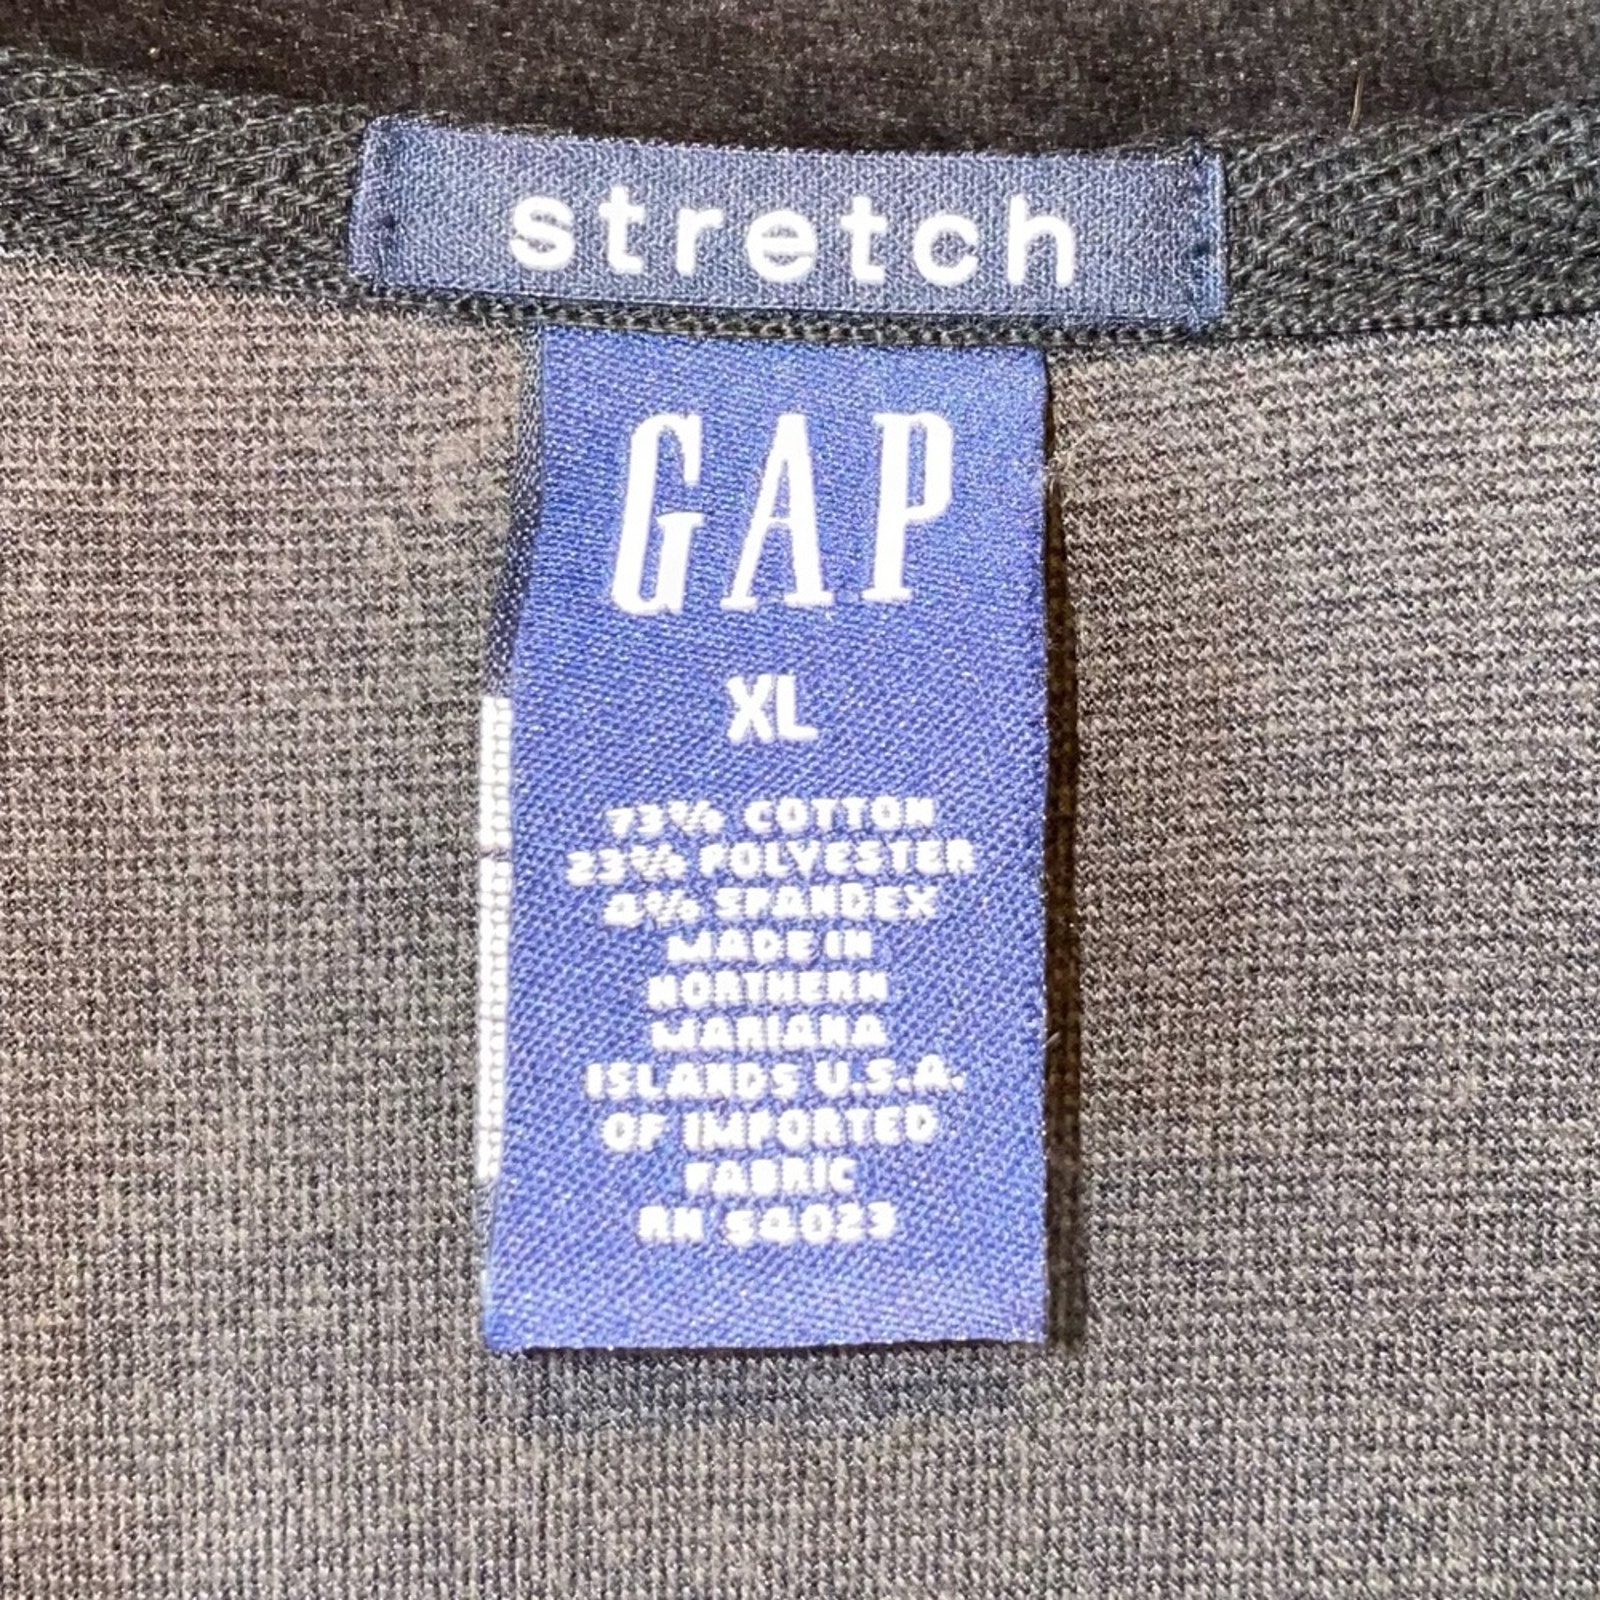 stretch
GAP
XL
73% COTTON
23% POLYESTER
4% SPANDEX
MADE IN
NORTHERN
MARIANA
ISLANDS U.S.A.
OF IMPORTED
FABRIC
RN 54023